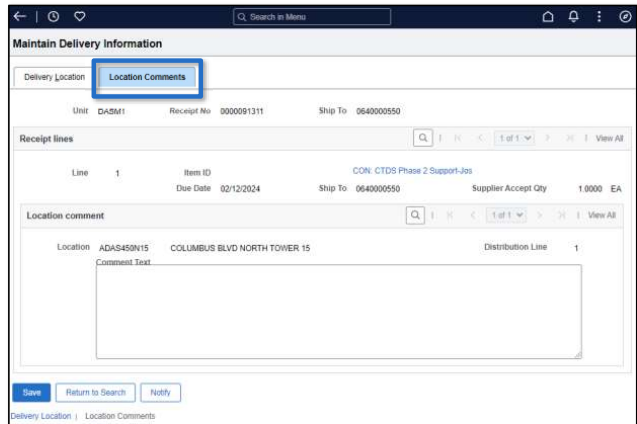 Search in Menu
Maintain Delivery Information
Delivery Location Location Comments
Unit DASM1 Receipt No 0000091311 Ship To 0640000550
Receipt lines 1 of 1 View All
Line 1 Item ID CON: CTDS Phase 2 Support-Jos
Due Date 02/12/2024 Ship To 0640000550 Supplier Accept Qty 1.0000 EA
Location comment 1 of 1 View All
Location ADAS450N15 COLUMBUS BLVD NORTH TOWER 15 Distribution Line 1
Comment Text
Save Return to Search Notify
Delivery Location | Location Comments